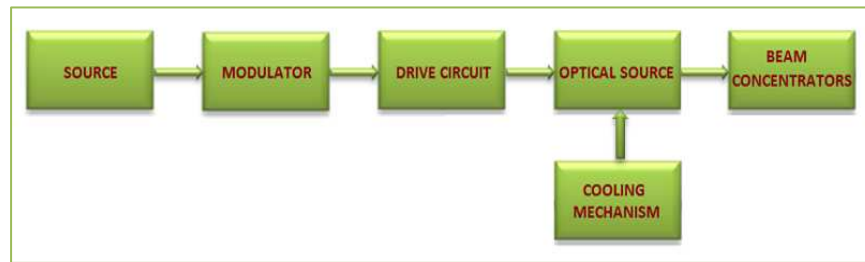 SOURCE
MODULATOR
DRIVE CIRCUIT
OPTICAL SOURCE
BEAM
CONCENTRATORS
COOLING
MECHANISM